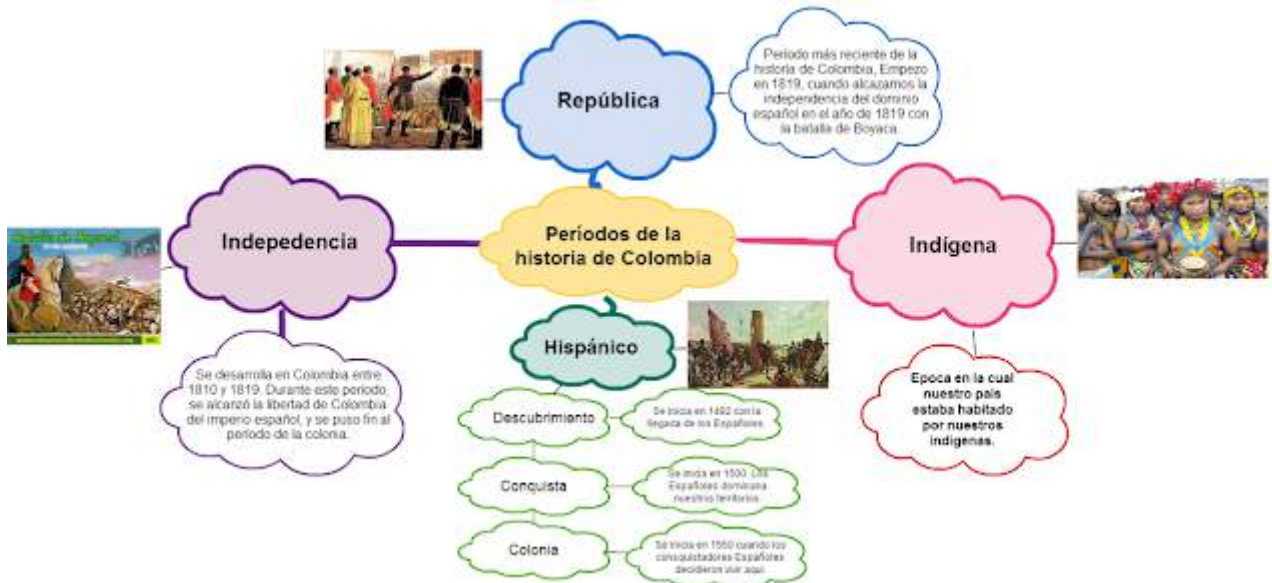 República
Período más reciente de la
historia de Colombia, Empezo
en 1819, cuando alcazamos la
independencia del dominio
español en el año de 1819 con
la batalla de Boyaca.
Indepedencia
Períodos de la
historia de Colombia
Indígena
Hispánico
Se desarrolla en Colombia entre
1810 y 1819. Durante este período,
se alcanzó la libertad de Colombia
del imperio español, y se puso fin al
período de la colonia.
Epoca en la cual
nuestro país
estaba habitado
por nuestros
indígenas.
Descubrimiento
Se inicia en 1492 con la
llegada de los Españoles.
Conquista
Se inicia en 1500. Los
Españoles dominana
nuestros territorios.
Colonia
Se inicia en 1550 cuando los
consquistadores Españoles
decidieron vivir aqui.